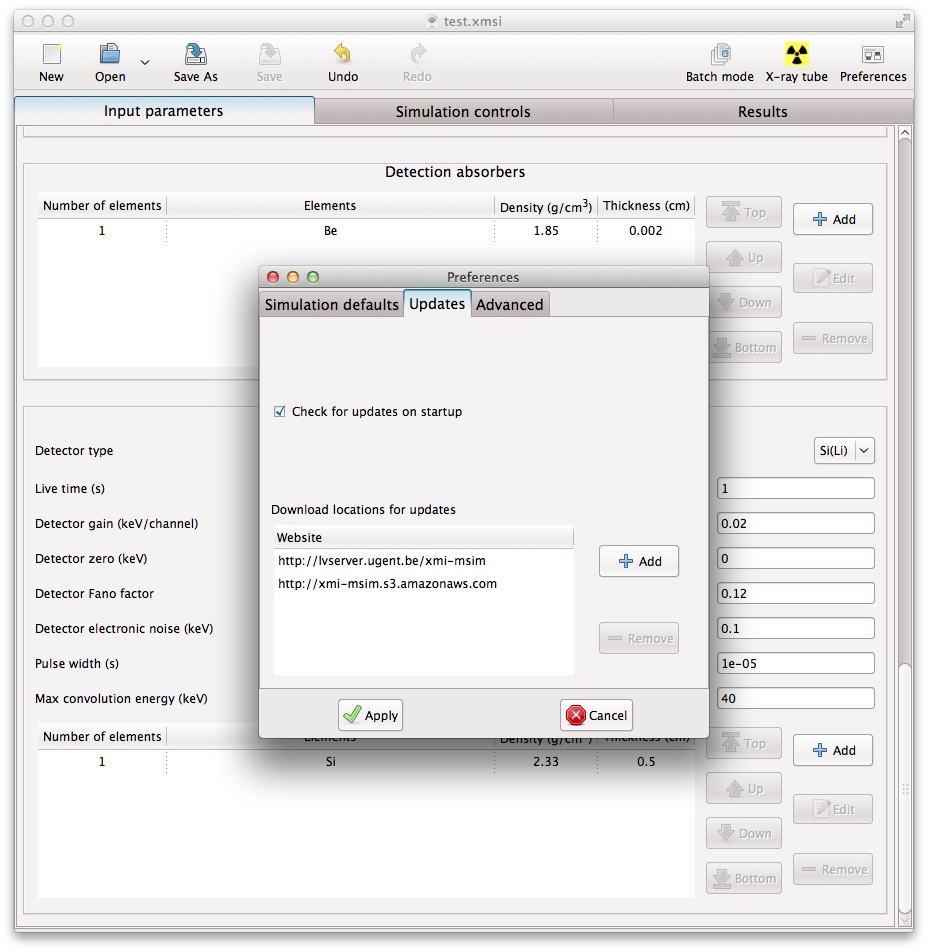 test.xmsi
New Open Save As Save Undo Redo Batch mode X-ray tube Preferences
Input parameters Simulation controls Results
Detection absorbers
Number of elements Elements Density (g/cm3) Thickness (cm)
1 Be 1.85 0.002
Top
Add
Up
Edit
Down
Remove
Bottom
Preferences
Simulation defaults Updates Advanced
Check for updates on startup
Download locations for updates
Website
http://lvserver.ugent.be/xmi-msim
http://xmi-msim.s3.amazonaws.com
Add
Remove
Apply Cancel
Detector type Si(Li)
Live time (s) 1
Detector gain (keV/channel) 0.02
Detector zero (keV) 0
Detector Fano factor 0.12
Detector electronic noise (keV) 0.1
Pulse width (s) 1e-05
Max convolution energy (keV) 40
Number of elements Elements Density (g/cm3) Thickness (cm)
1 Si 2.33 0.5
Top
Add
Up
Edit
Down
Remove
Bottom